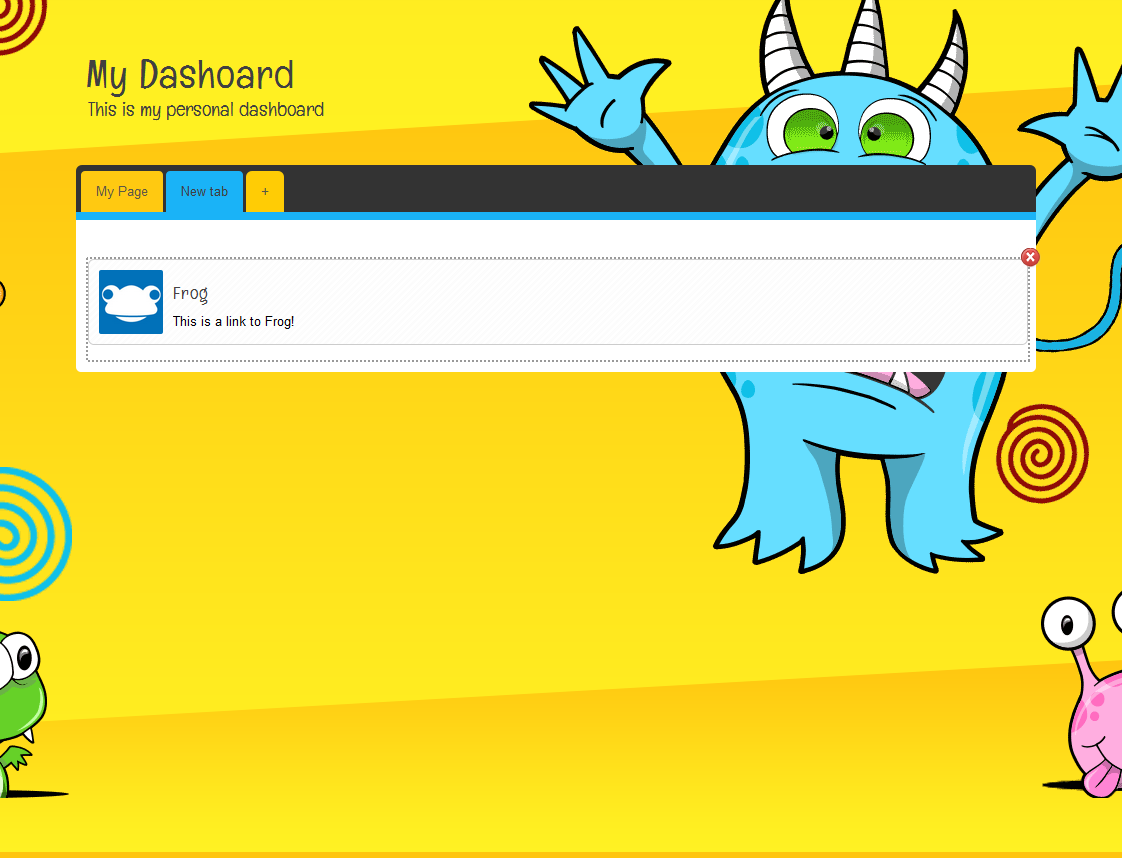 My Dashoard
This is my personal dashboard
My Page New tab +
Frog
This is a link to Frog!